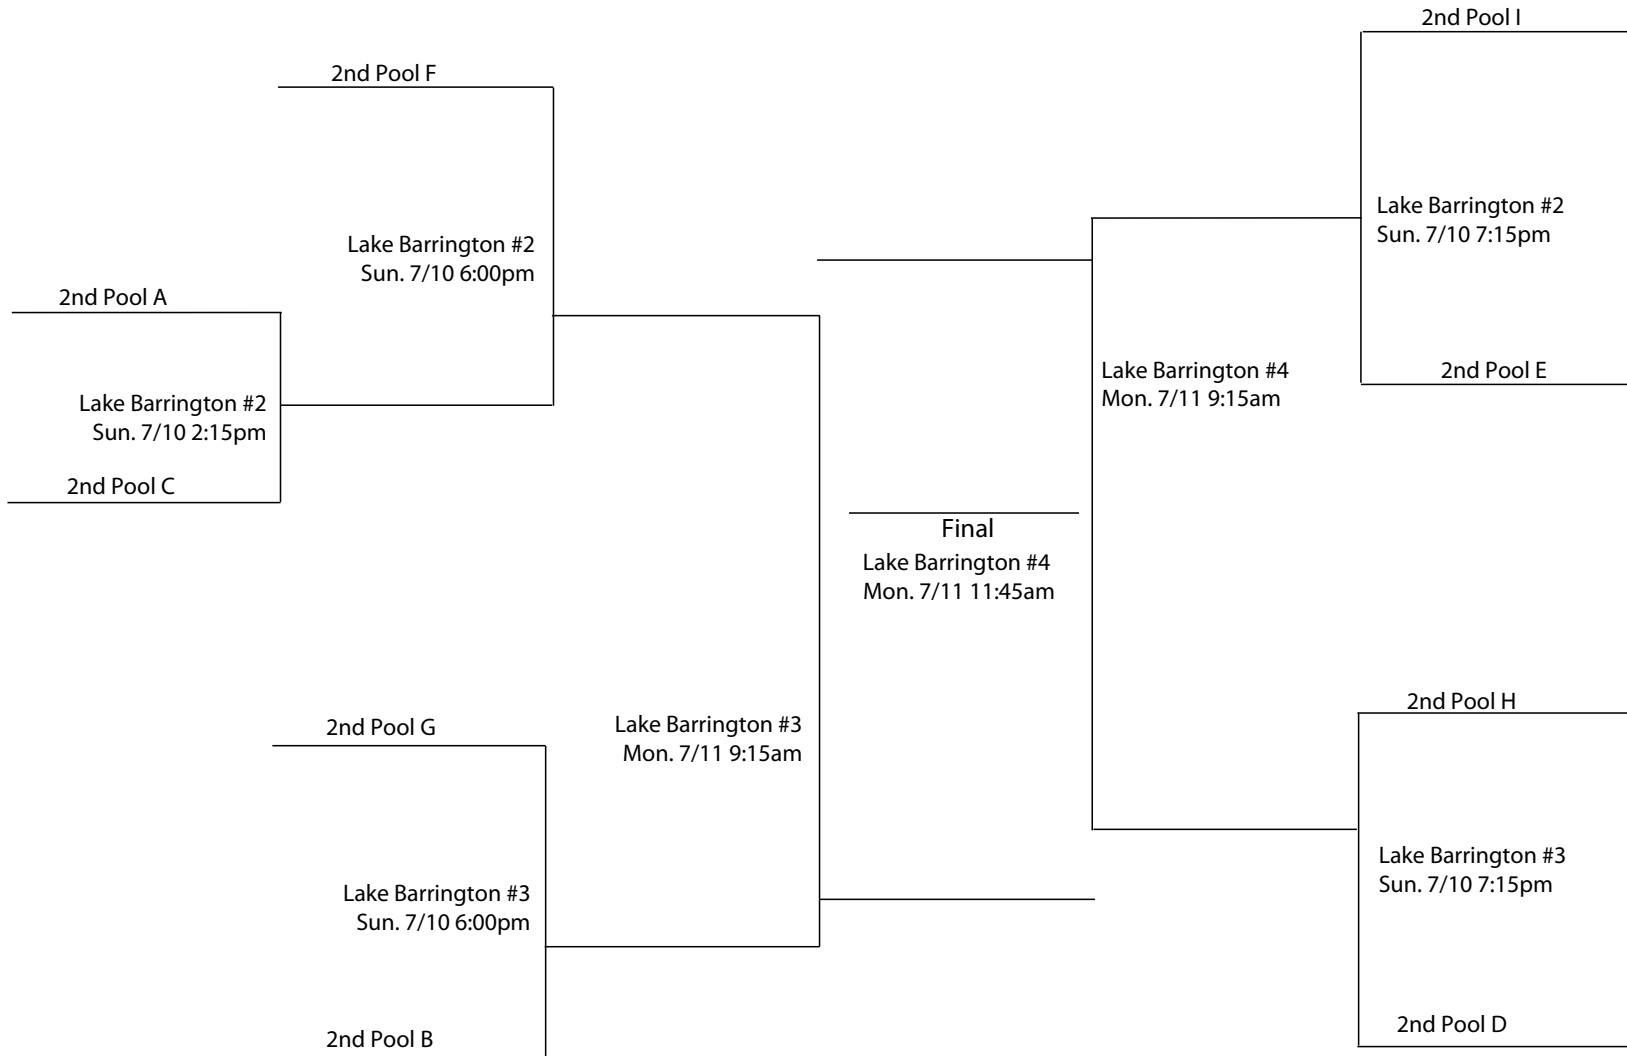 2nd Pool I
2nd Pool F
Lake Barrington #2
Sun. 7/10 7:15pm
Lake Barrington #2
Sun. 7/10 6:00pm
2nd Pool A
Lake Barrington #4
Mon. 7/11 9:15am
2nd Pool E
Lake Barrington #2
Sun. 7/10 2:15pm
2nd Pool C
Final
Lake Barrington #4
Mon. 7/11 11:45am
2nd Pool H
2nd Pool G
Lake Barrington #3
Mon. 7/11 9:15am
Lake Barrington #3
Sun. 7/10 7:15pm
Lake Barrington #3
Sun. 7/10 6:00pm
2nd Pool D
2nd Pool B